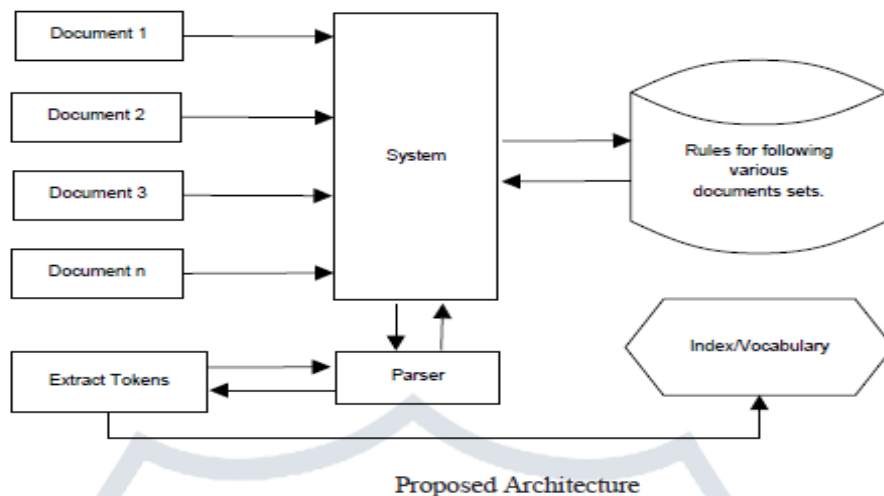 Document 1
Document 2
Document 3
Document n
System
Rules for following
various
documents sets.
Extract Tokens
Parser
Index/Vocabulary
Proposed Architecture